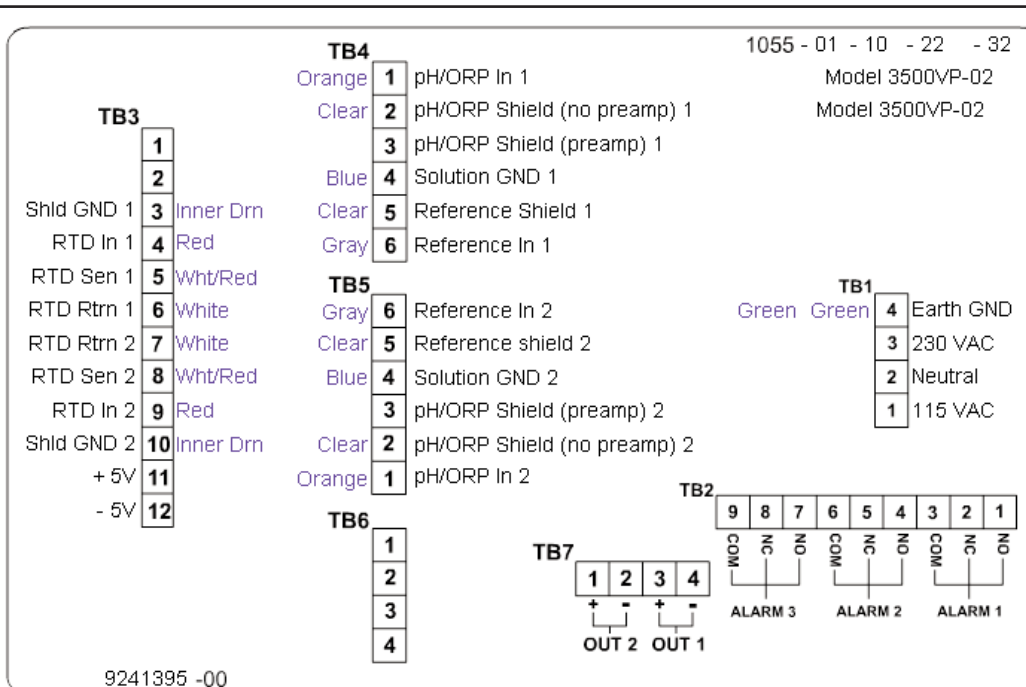 1055 - 01 - 10 - 22 - 32
Model 3500VP-02
Model 3500VP-02
TB3
1
2
Shld GND 1 3 Inner Drn
RTD In 1 4 Red
RTD Sen 1 5 Wht/Red
RTD Rtrn 1 6 White
RTD Rtrn 2 7 White
RTD Sen 2 8 Wht/Red
RTD In 2 9 Red
Shld GND 2 10 Inner Drn
+ 5V 11
- 5V 12
TB4
Orange 1 pH/ORP In 1
Clear 2 pH/ORP Shield (no preamp) 1
3 pH/ORP Shield (preamp) 1
Blue 4 Solution GND 1
Clear 5 Reference Shield 1
Gray 6 Reference In 1
TB5
Gray 6 Reference In 2
Clear 5 Reference shield 2
Blue 4 Solution GND 2
3 pH/ORP Shield (preamp) 2
Clear 2 pH/ORP Shield (no preamp) 2
Orange 1 pH/ORP In 2
TB6
1
2
3
4
TB1
Green Green 4 Earth GND
3 230 VAC
2 Neutral
1 115 VAC
TB2
9 8 7 6 5 4 3 2 1
COM NC NO COM NC NO COM NC NO
ALARM 3 ALARM 2 ALARM 1
TB7
1 2 3 4
+ - + -
OUT 2 OUT 1
9241395 -00